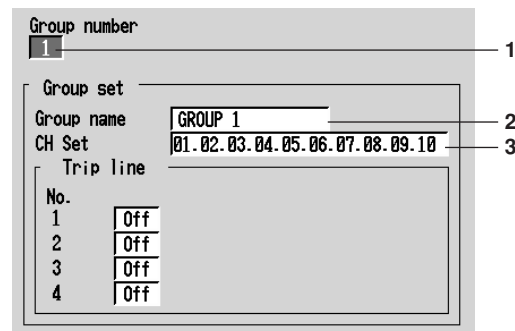 Group number
1
1
Group set
Group name GROUP 1
2
CH Set 01.02.03.04.05.06.07.08.09.10
3
Trip line
No.
1 Off
2 Off
3 Off
4 Off